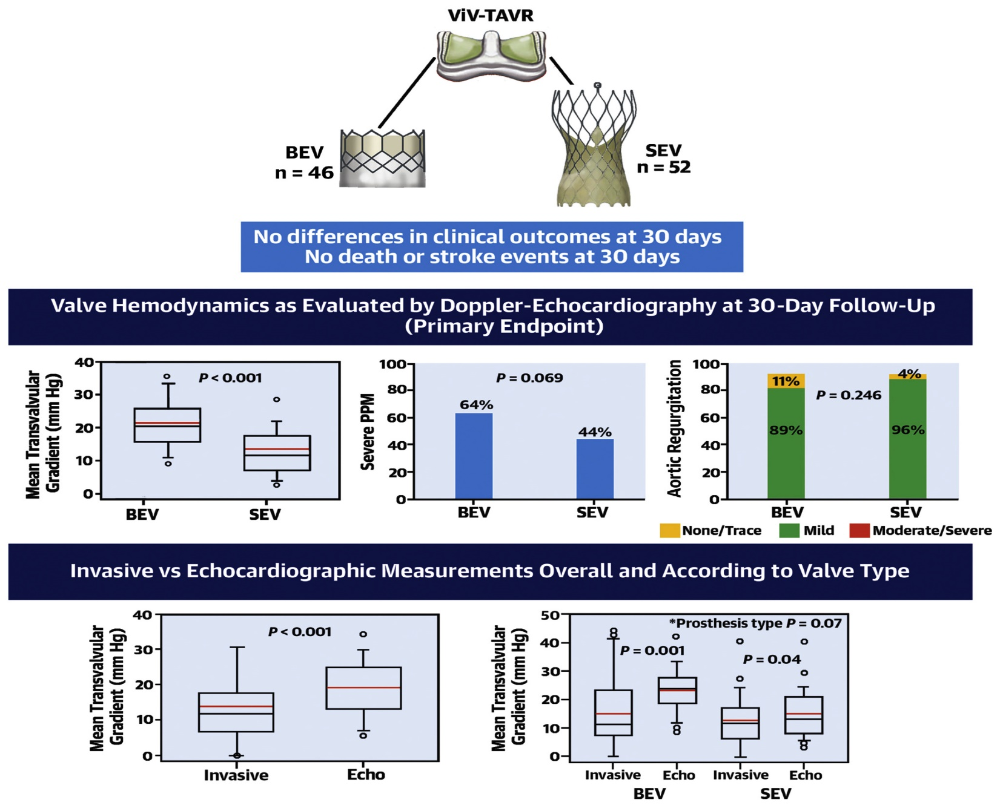 ViV-TAVR
BEV
n = 46
SEV
n = 52
No differences in clinical outcomes at 30 days
No death or stroke events at 30 days
Valve Hemodynamics as Evaluated by Doppler-Echocardiography at 30-Day Follow-Up
(Primary Endpoint)
Mean Transvalvular
Gradient (mm Hg)
40
30
20
10
0
P < 0.001
BEV
SEV
Severe PPM
100
80
60
40
20
0
P = 0.069
64%
44%
BEV
SEV
Aortic Regurgitation
100
80
60
40
20
0
11%
4%
P = 0.246
89%
96%
BEV
SEV
None/Trace
Mild
Moderate/Severe
Invasive vs Echocardiographic Measurements Overall and According to Valve Type
Mean Transvalvular
Gradient (mm Hg)
40
30
20
10
0
P < 0.001
Invasive
Echo
Mean Transvalvular
Gradient (mm Hg)
50
40
30
20
10
0
*Prosthesis type P = 0.07
P = 0.001
P = 0.04
Invasive
Echo
Invasive
Echo
BEV
SEV